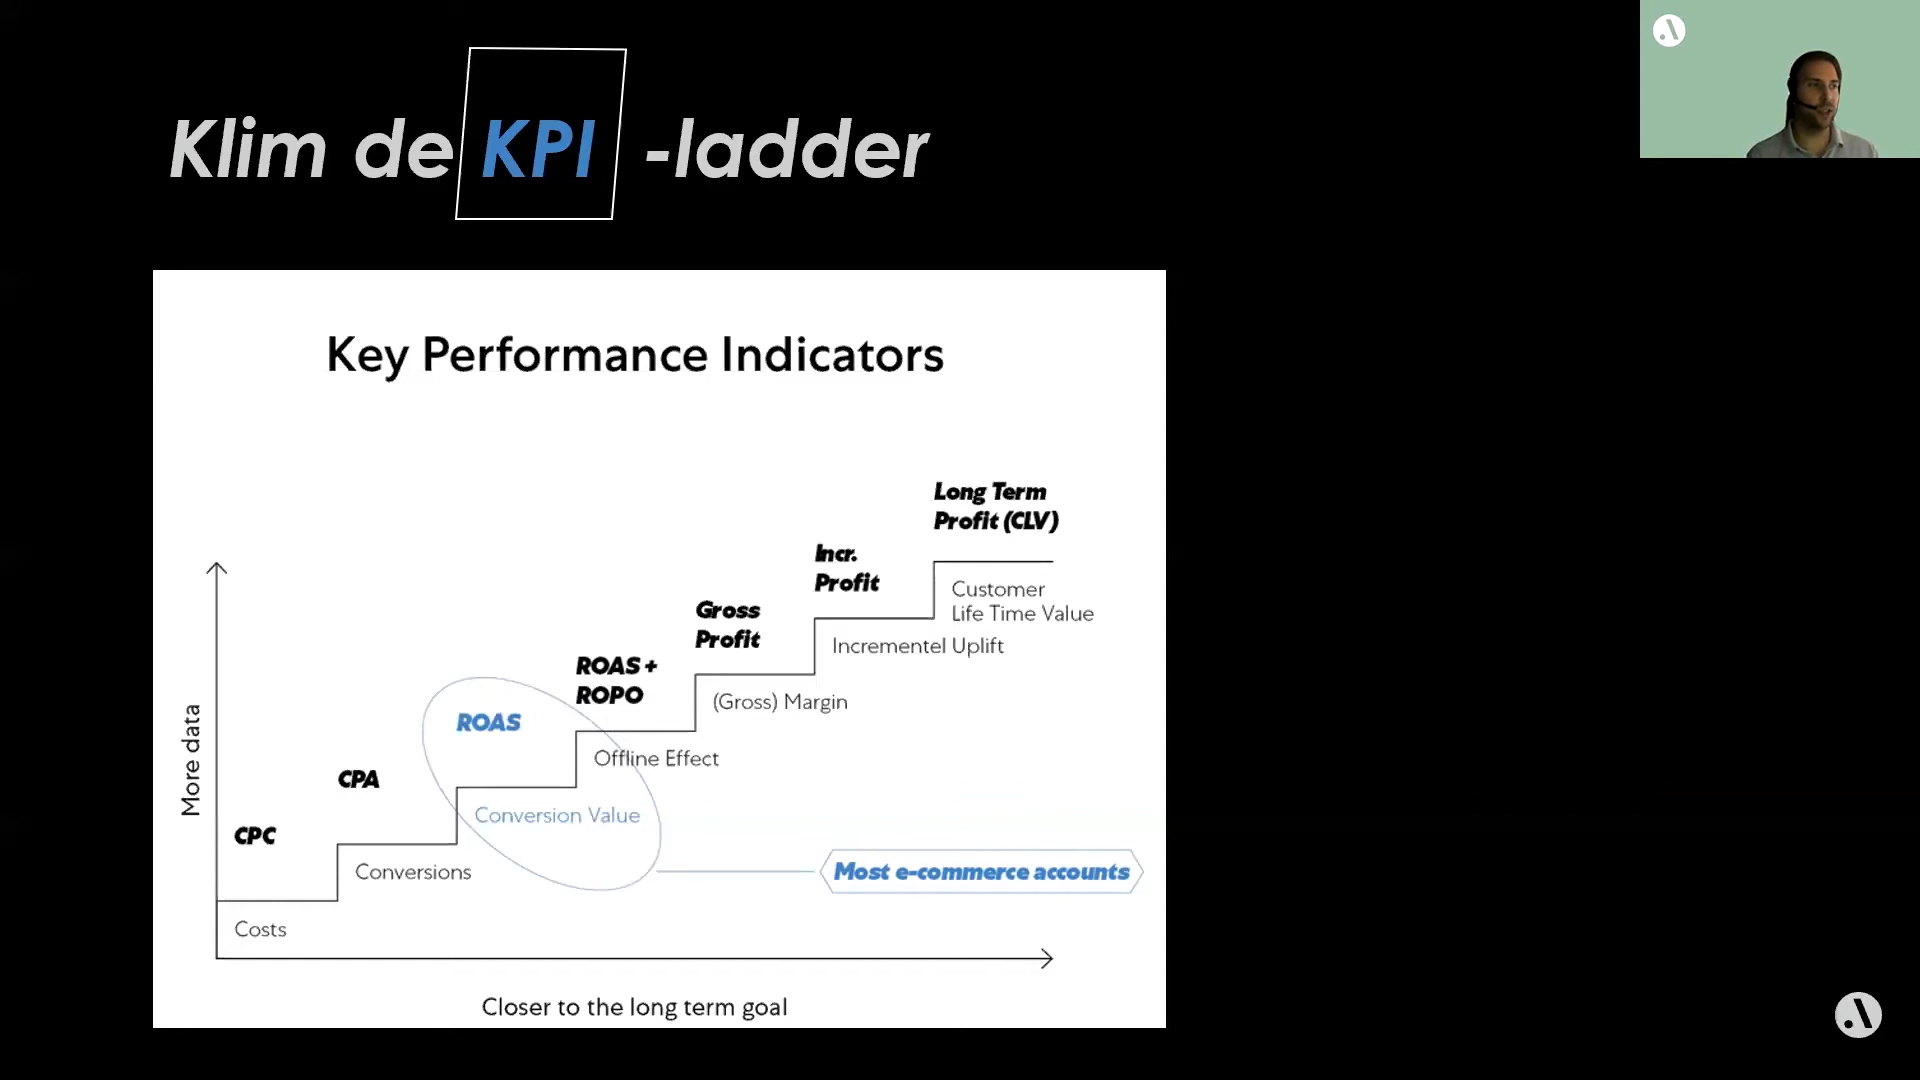 Klim de KPI -ladder
Key Performance Indicators
Long Term
Profit (CLV)
Incr.
Profit
Customer
Life Time Value
Gross
Profit
Incrementel Uplift
ROAS +
ROPO
(Gross) Margin
ROAS
Offline Effect
CPA
Conversion Value
CPC
Conversions
Most e-commerce accounts
Costs
More data
Closer to the long term goal